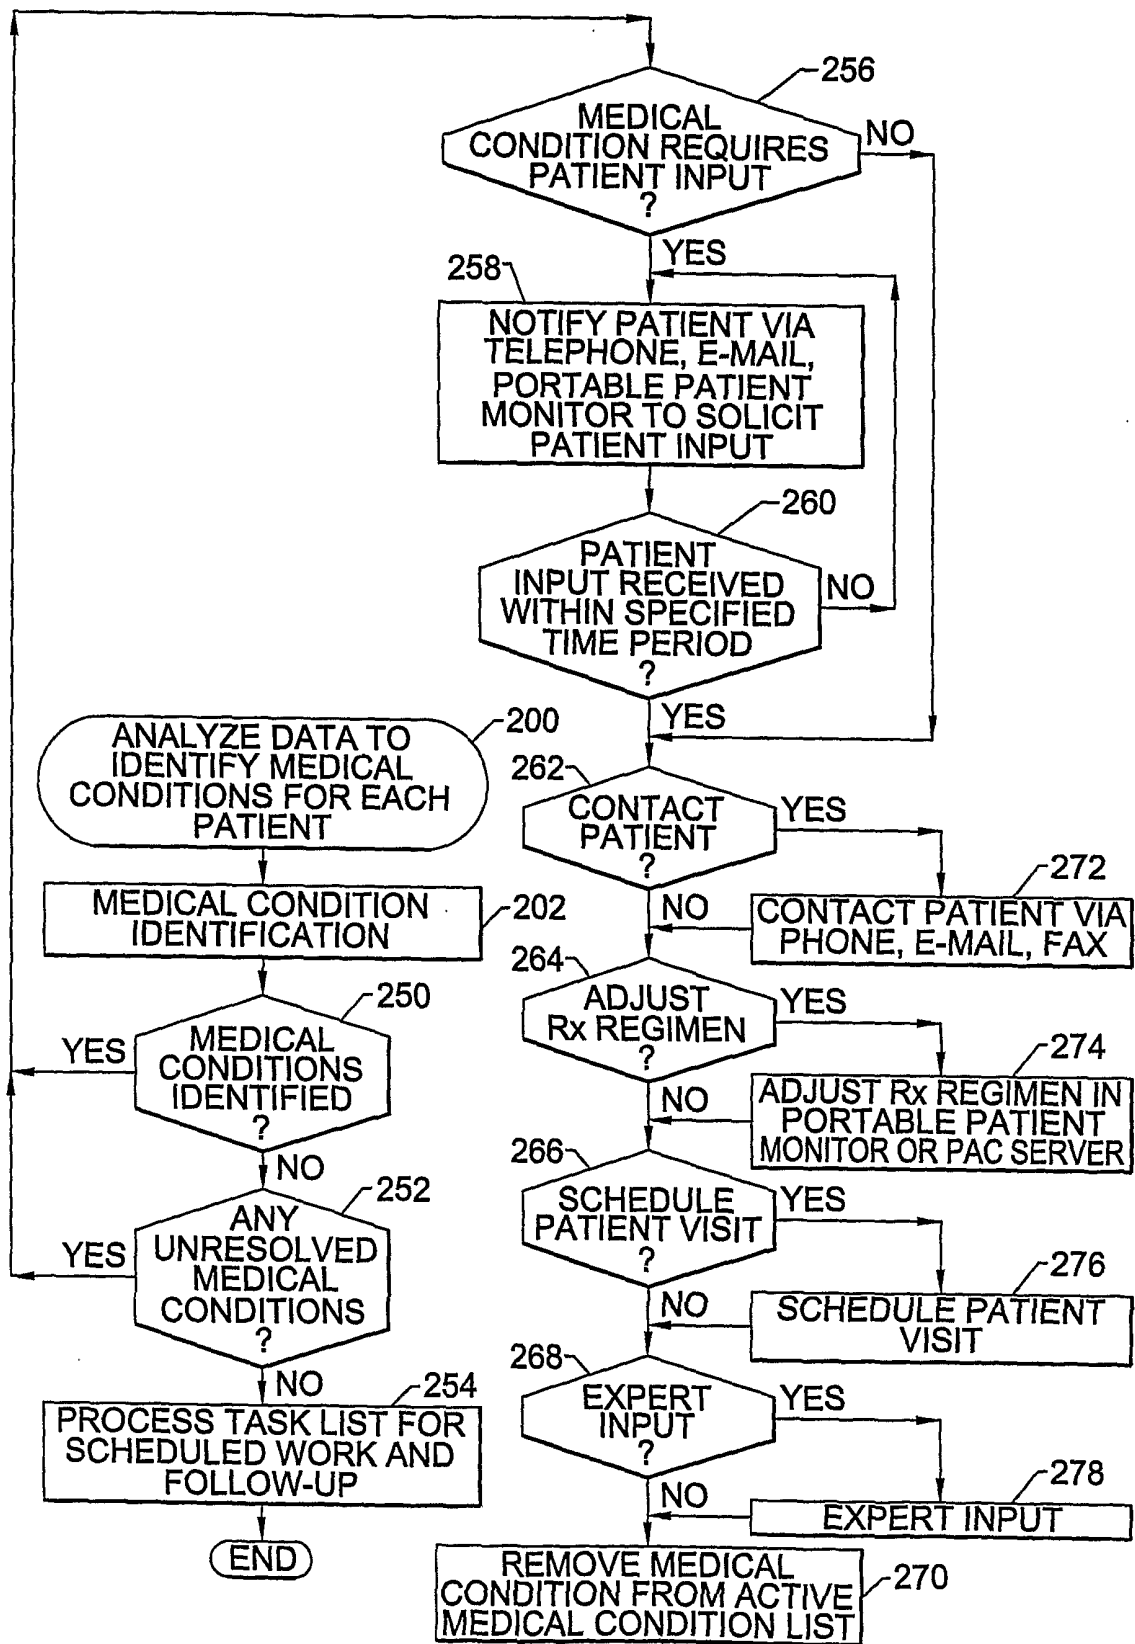 256
MEDICAL
CONDITION REQUIRES
PATIENT INPUT
?
NO
YES
258
NOTIFY PATIENT VIA
TELEPHONE, E-MAIL,
PORTABLE PATIENT
MONITOR TO SOLICIT
PATIENT INPUT
260
PATIENT
INPUT RECEIVED
WITHIN SPECIFIED
TIME PERIOD
?
NO
YES
200
ANALYZE DATA TO
IDENTIFY MEDICAL
CONDITIONS FOR EACH
PATIENT
202
MEDICAL CONDITION
IDENTIFICATION
250
MEDICAL
CONDITIONS
IDENTIFIED
?
YES
NO
252
ANY
UNRESOLVED
MEDICAL
CONDITIONS
?
YES
NO
254
PROCESS TASK LIST FOR
SCHEDULED WORK AND
FOLLOW-UP
END
262
CONTACT
PATIENT
?
YES
NO
272
CONTACT PATIENT VIA
PHONE, E-MAIL, FAX
264
ADJUST
Rx REGIMEN
?
YES
NO
274
ADJUST Rx REGIMEN IN
PORTABLE PATIENT
MONITOR OR PAC SERVER
266
SCHEDULE
PATIENT VISIT
?
YES
NO
276
SCHEDULE PATIENT
VISIT
268
EXPERT
INPUT
?
YES
NO
278
EXPERT INPUT
REMOVE MEDICAL
CONDITION FROM ACTIVE
MEDICAL CONDITION LIST
270